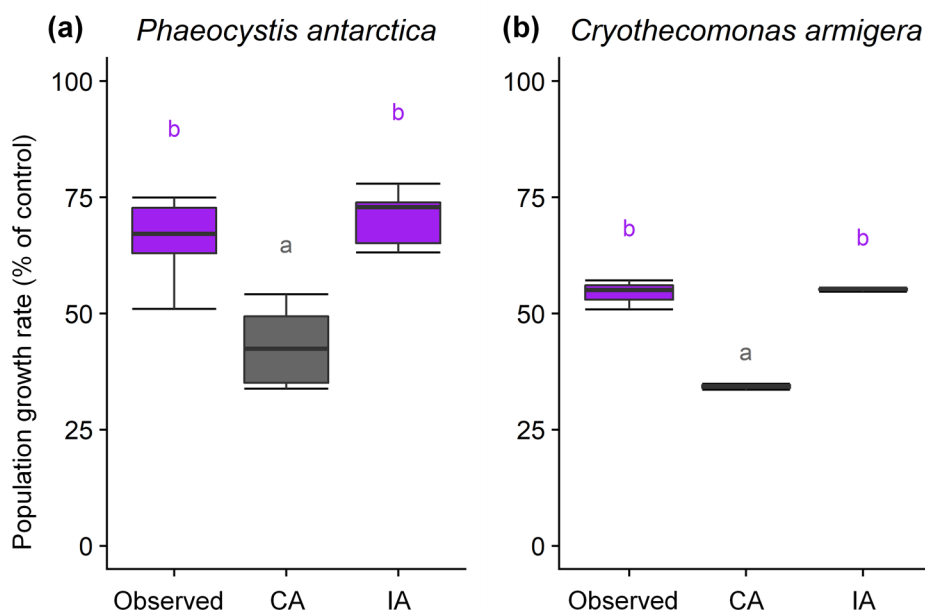 (a) Phaeocystis antarctica
(b) Cryothecomonas armigera
Population growth rate (% of control)
100
75
50
25
0
b
a
b
Observed CA IA
100
75
50
25
0
b
a
b
Observed CA IA